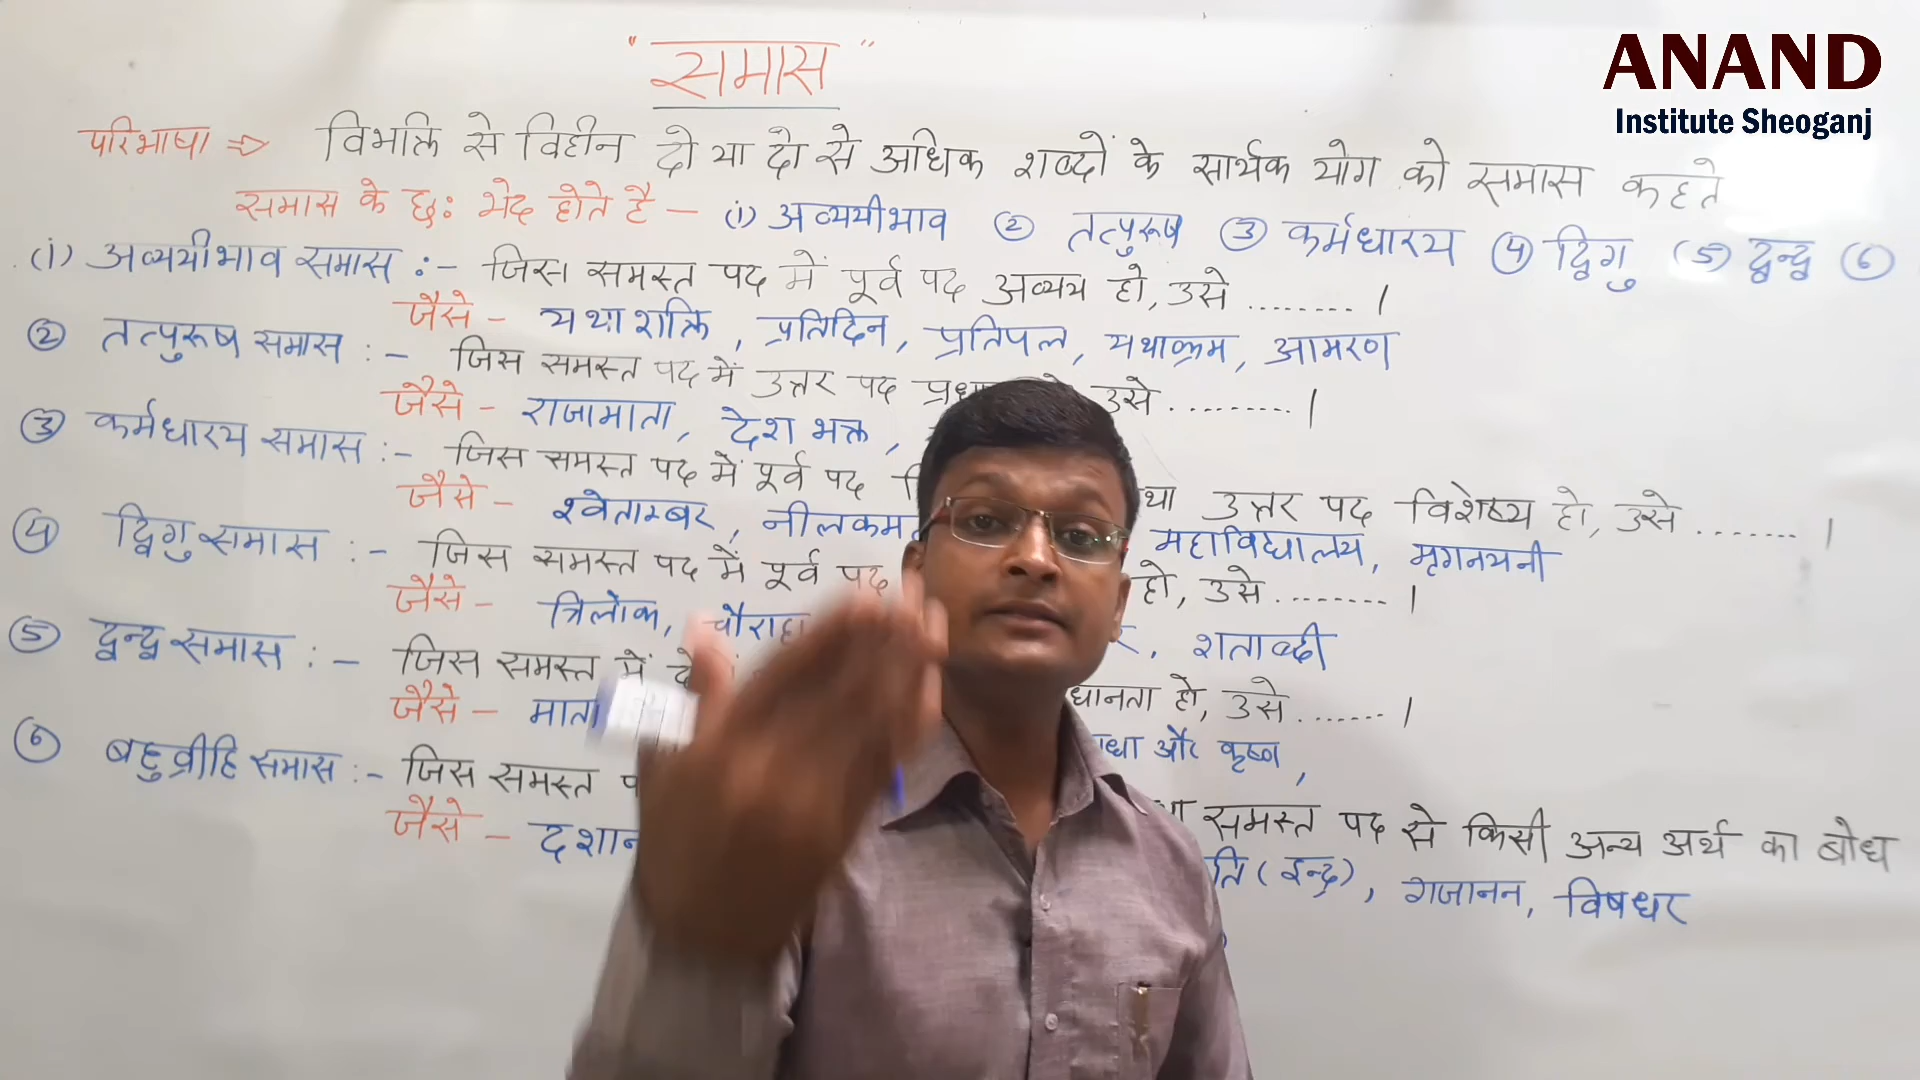 "समास"
ANAND
Institute Sheoganj
परिभाषा ⇒ विभक्ति से विहीन दो या दो से अधिक शब्दों के सार्थक योग को समास कहते
समास के छ: भेद होते है – (i) अव्ययीभाव ② तत्पुरूष ③ कर्मधारय ④ द्विगु (5) द्वन्द्व ⑥
(i) अव्ययीभाव समास :- जिस समस्त पद में पूर्व पद अव्यय हो, उसे ......... ।
जैसे - यथाशक्ति, प्रतिदिन, प्रतिपल, यथाक्रम, आमरण
② तत्पुरूष समास :- जिस समस्त पद में उत्तर पद उसे .......... ।
जैसे - राजामाता, देश भक्त,
③ कर्मधारय समास :- जिस समस्त पद में पूर्व पद उत्तर पद विशेष्य हो, उसे ....... ।
जैसे - श्वेताम्बर, महाविद्यालय, मृगनयनी
④ द्विगु समास :- जिस समस्त पद में पूर्व पद हो, उसे ........ ।
जैसे - त्रिलोक, चौराहा शताब्दी
⑤ द्वन्द्व समास :- जिस समस्त में हो, उसे ....... ।
जैसे - माता और कृष्ण,
⑥ बहुव्रीहि समास :- जिस समस्त समस्त पद से किसी अन्य अर्थ का बोध
जैसे - (इन्द्र), गजानन, विषधर